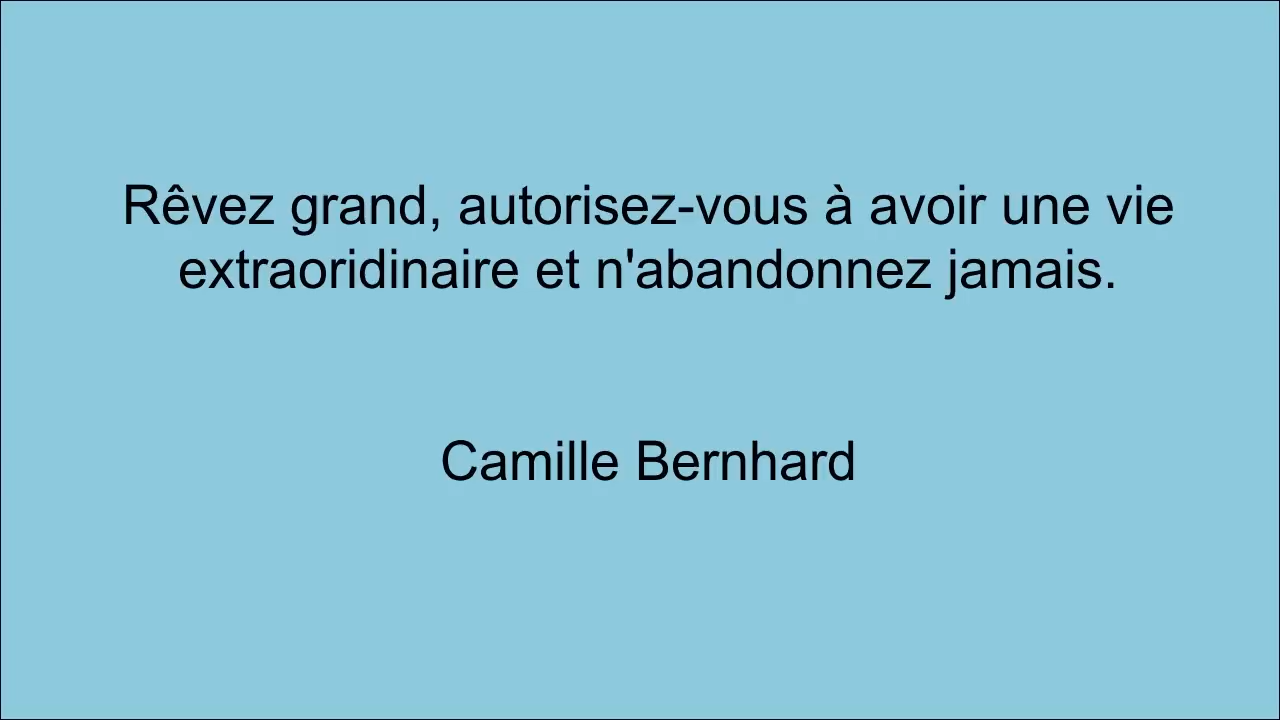 Rêvez grand, autorisez-vous à avoir une vie
extraoridinaire et n'abandonnez jamais.
Camille Bernhard